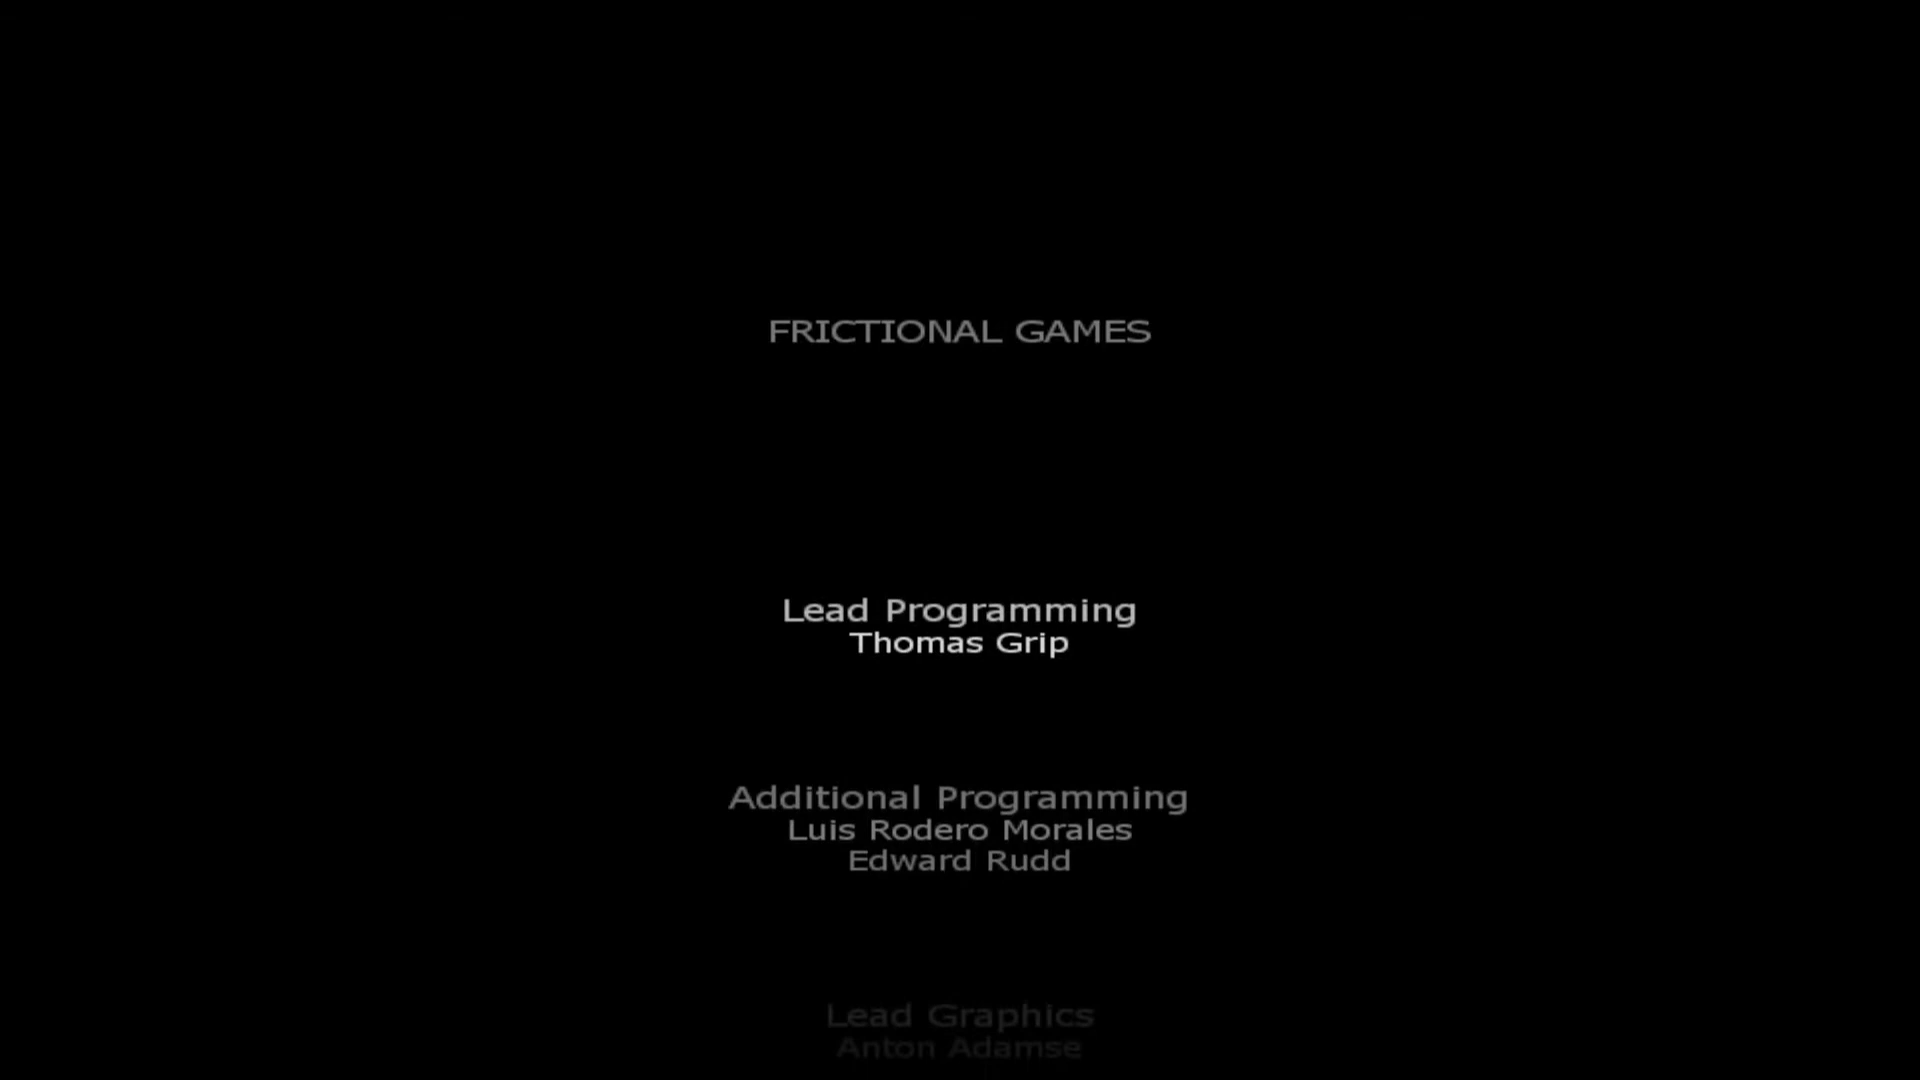 FRICTIONAL GAMES
Lead Programming
Thomas Grip
Additional Programming
Luis Rodero Morales
Edward Rudd
Lead Graphics
Anton Adamse